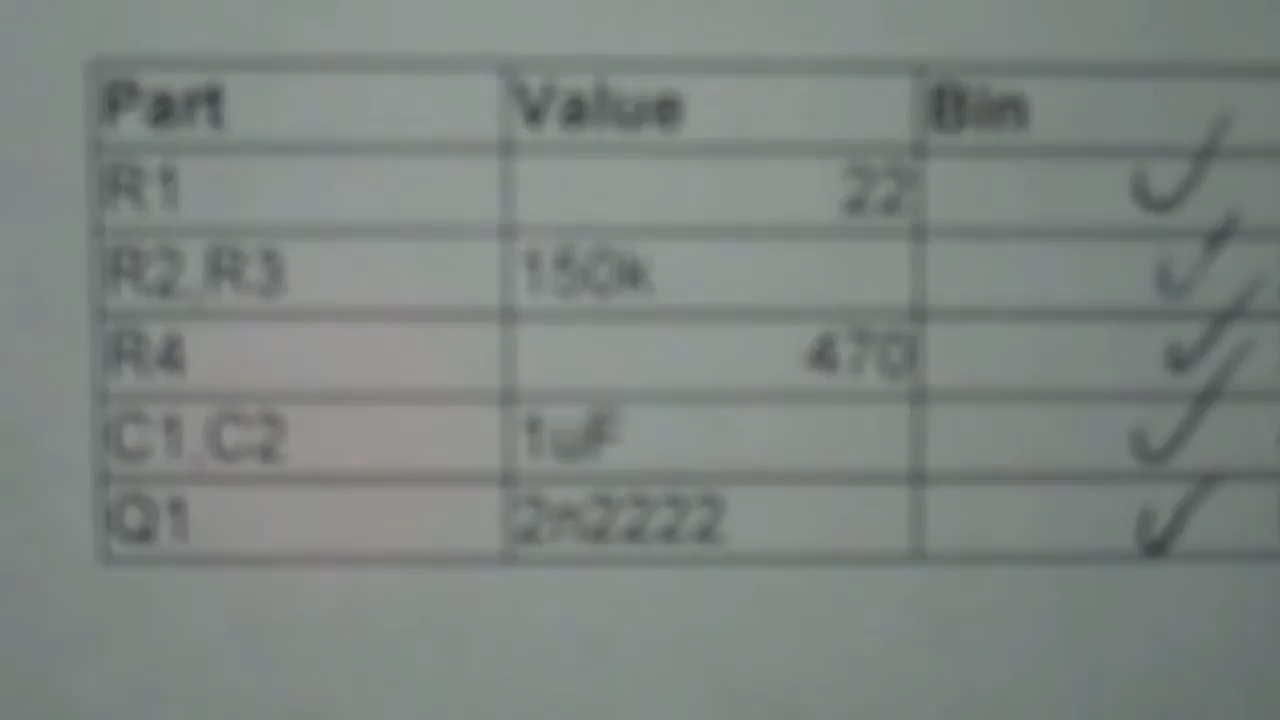 Part Value Bin
R1 22
R2,R3 150k
R4 470
C1,C2 1uF
Q1 2n2222